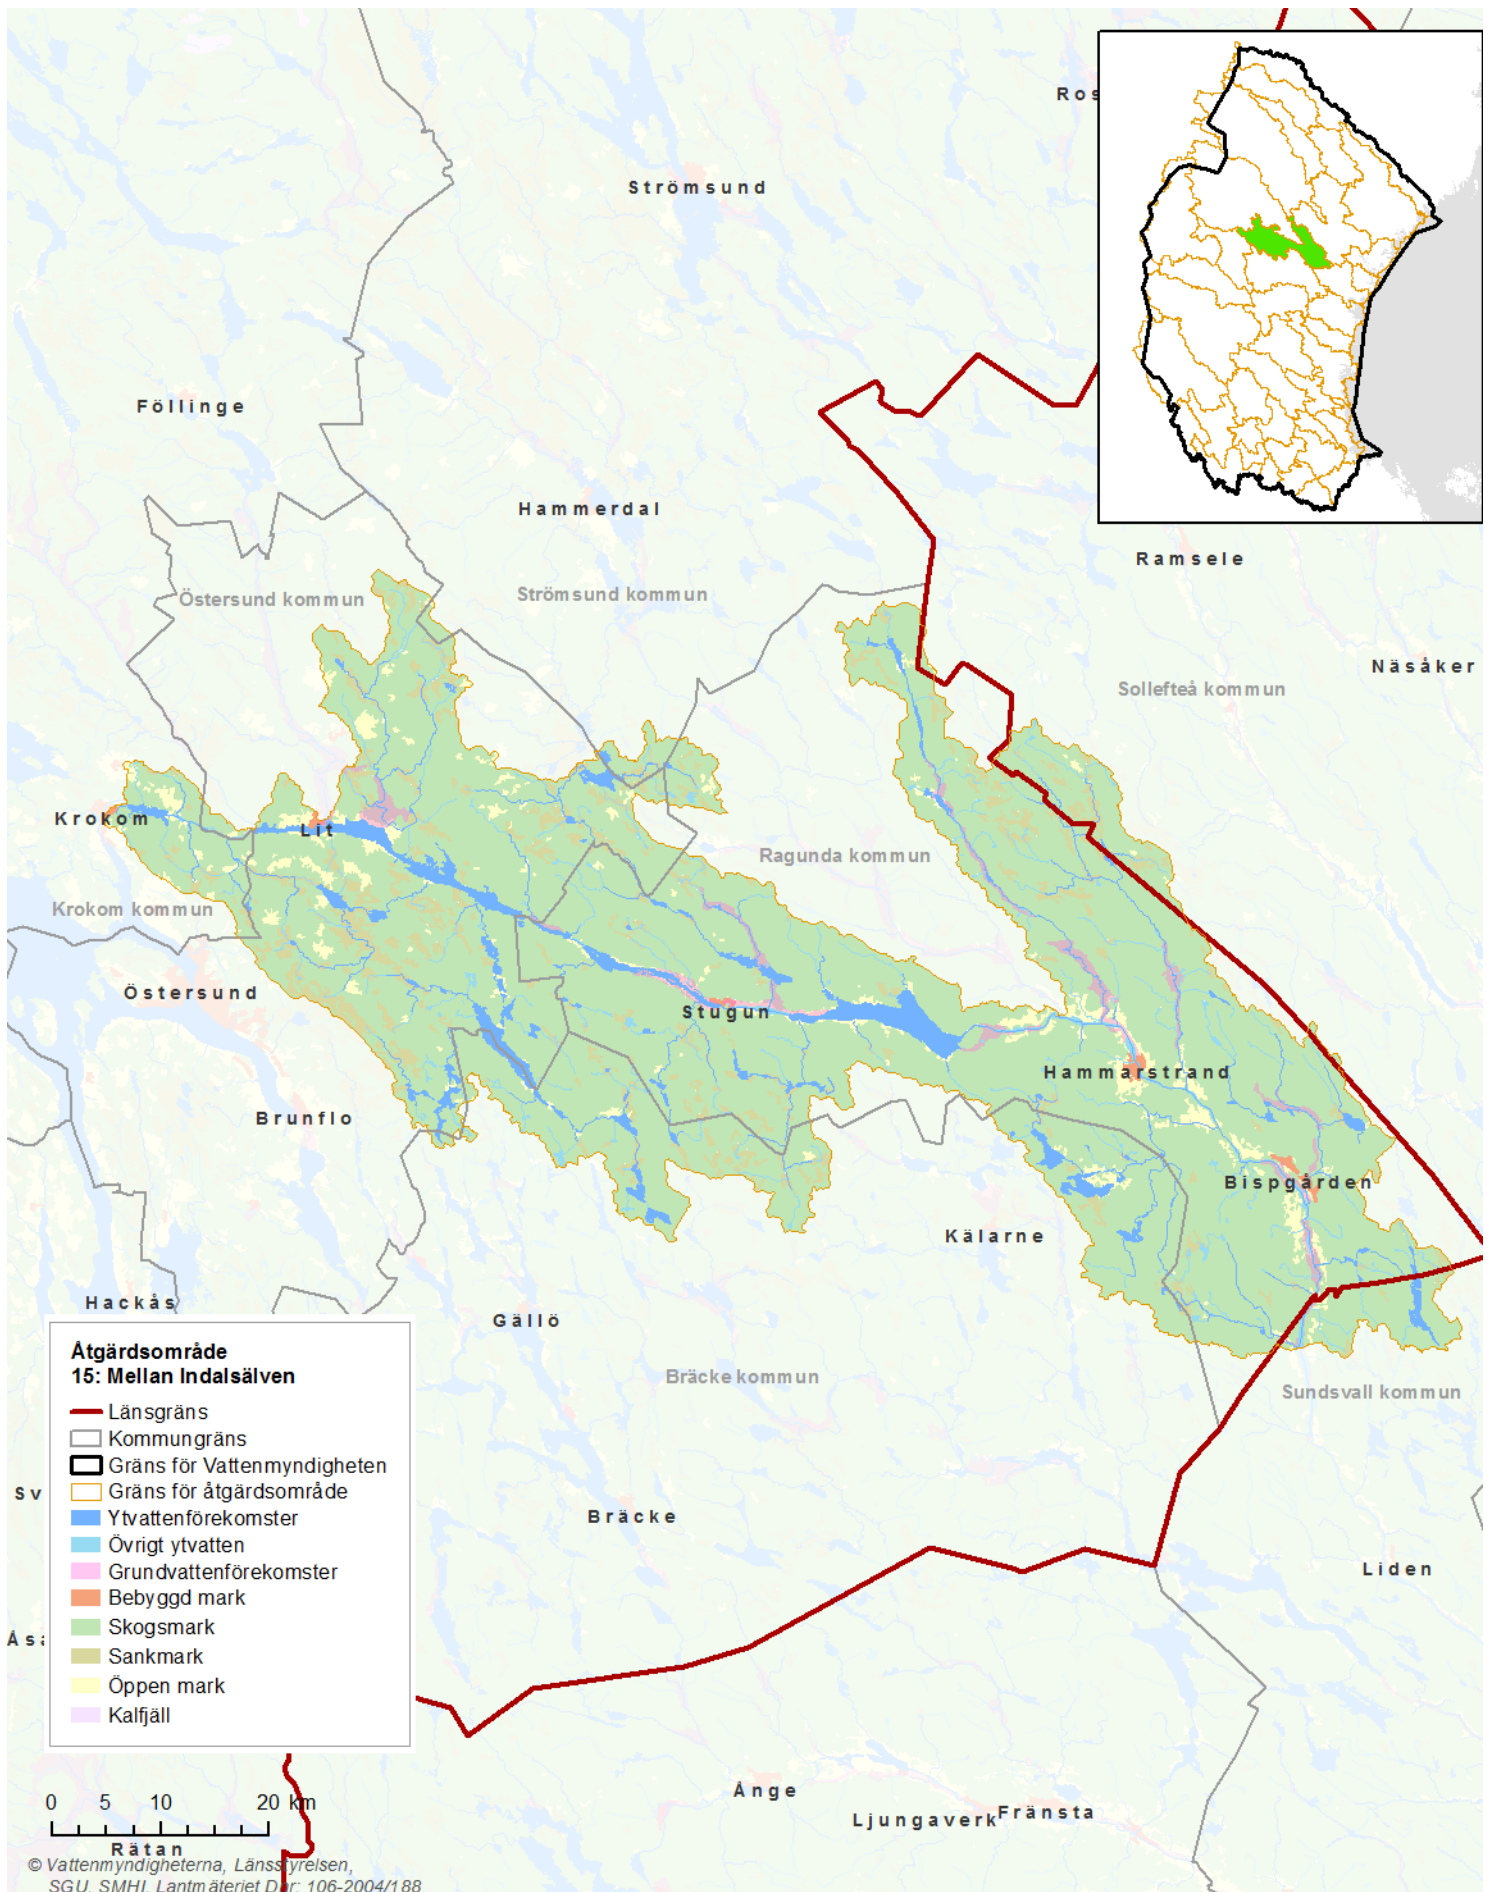 Ros
Strömsund
Föllinge
Hammerdal
Ramsele
Östersund kommun
Strömsund kommun
Näsåker
Sollefteå kommun
Krokom
Lit
Ragunda kommun
Krokom kommun
Östersund
Stugun
Hammarstrand
Brunflo
Bispgården
Kälarne
Hackås
Gällö
Bräcke kommun
Sundsvall kommun
Åtgärdsområde
15: Mellan Indalsälven
Länsgräns
Kommungräns
Gräns för Vattenmyndigheten
Gräns för åtgärdsområde
Ytvattenförekomster
Övrigt ytvatten
Grundvattenförekomster
Bebyggd mark
Skogsmark
Sankmark
Öppen mark
Kalfjäll
Sv
Bräcke
Liden
Åsa
Ånge
Ljungaverk
Fränsta
0 5 10 20 km
Rätan
© Vattenmyndigheterna, Länsstyrelsen,
SGU, SMHI, Lantmäteriet Dnr: 106-2004/188